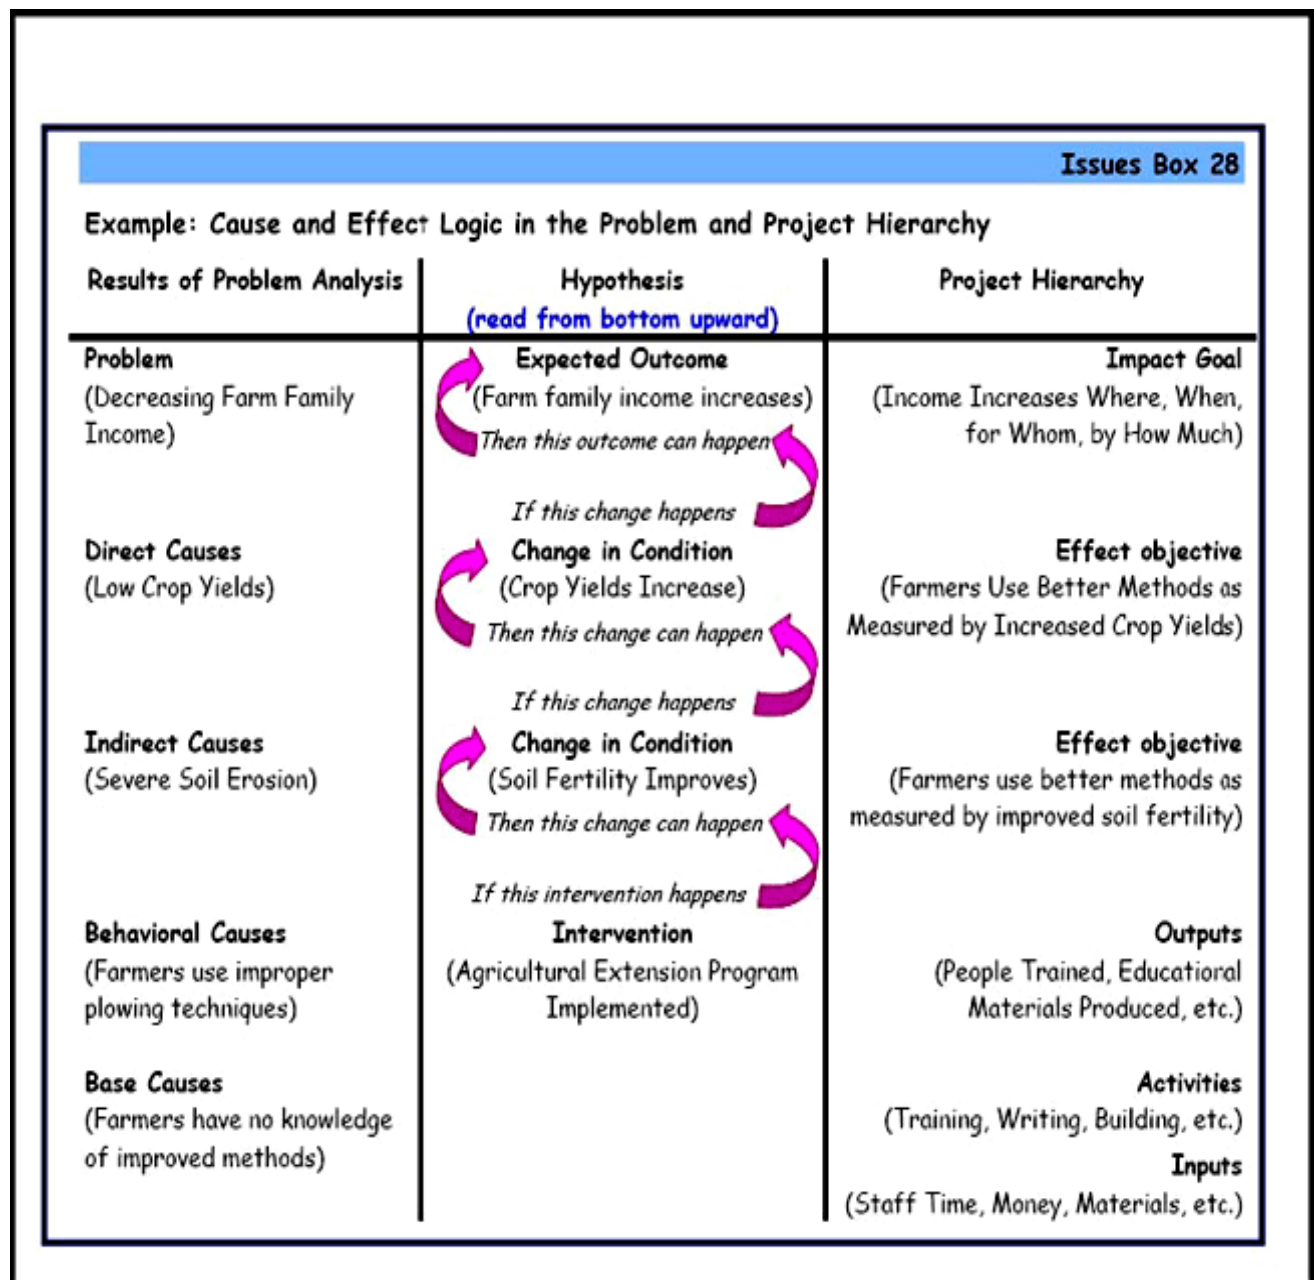 Issues Box 28
Example: Cause and Effect Logic in the Problem and Project Hierarchy
Results of Problem Analysis
Hypothesis
(read from bottom upward)
Project Hierarchy
Problem
(Decreasing Farm Family
Income)
Expected Outcome
(Farm family income increases)
Then this outcome can happen
If this change happens
Impact Goal
(Income Increases Where, When,
for Whom, by How Much)
Direct Causes
(Low Crop Yields)
Change in Condition
(Crop Yields Increase)
Then this change can happen
If this change happens
Effect objective
(Farmers Use Better Methods as
Measured by Increased Crop Yields)
Indirect Causes
(Severe Soil Erosion)
Change in Condition
(Soil Fertility Improves)
Then this change can happen
If this intervention happens
Effect objective
(Farmers use better methods as
measured by improved soil fertility)
Behavioral Causes
(Farmers use improper
plowing techniques)
Intervention
(Agricultural Extension Program
Implemented)
Outputs
(People Trained, Educational
Materials Produced, etc.)
Base Causes
(Farmers have no knowledge
of improved methods)
Activities
(Training, Writing, Building, etc.)
Inputs
(Staff Time, Money, Materials, etc.)